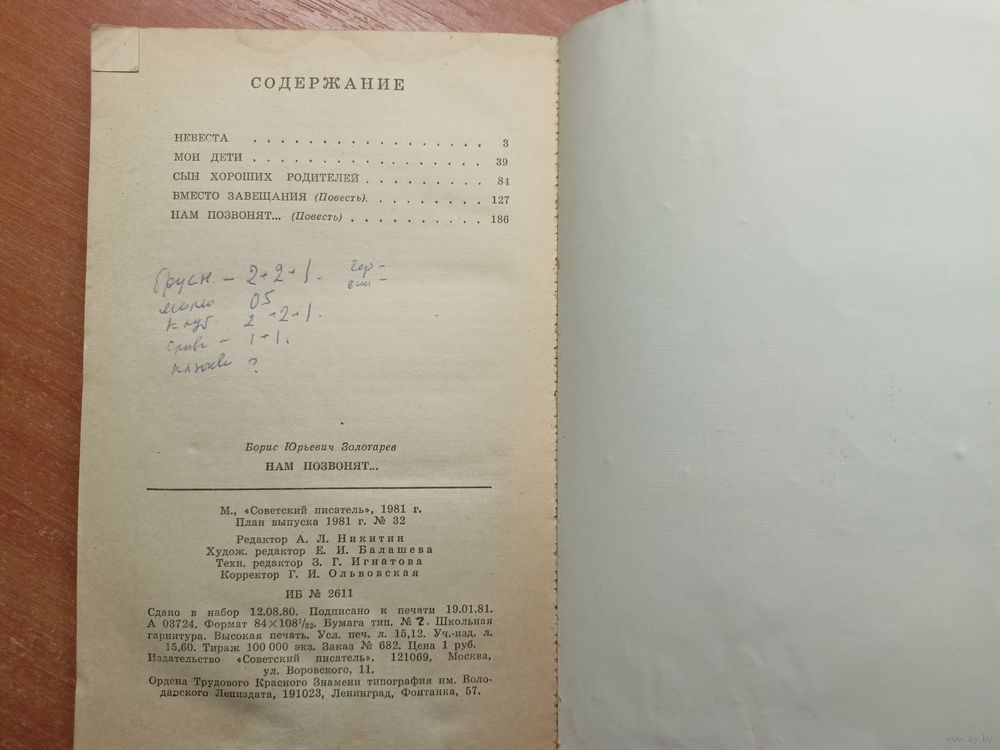 СОДЕРЖАНИЕ
НЕВЕСТА . . . . . . . . . . . . . . . . . 3
МОИ ДЕТИ . . . . . . . . . . . . . . . . . 39
СЫН ХОРОШИХ РОДИТЕЛЕЙ . . . . . . . . . 84
ВМЕСТО ЗАВЕЩАНИЯ (Повесть). . . . . . . . . 127
НАМ ПОЗВОНЯТ... (Повесть) . . . . . . . . . . 186
брусн. – 2+2+1.
05
клуб. 2+2+1.
слив – 1+1.
клюкв ?
Борис Юрьевич Золотарев
НАМ ПОЗВОНЯТ...
М., «Советский писатель», 1981 г.
План выпуска 1981 г. № 32
Редактор А. Л. Никитин
Худож. редактор Е. И. Балашева
Техн. редактор З. Г. Игнатова
Корректор Г. И. Ольвовская
ИБ № 2611
Сдано в набор 12.08.80. Подписано к печати 19.01.81.
А 03724. Формат 84×108¹/₃₂. Бумага тип. № 2. Школьная
гарнитура. Высокая печать. Усл. печ. л. 15,12. Уч.-изд. л.
15,60. Тираж 100 000 экз. Заказ № 682. Цена 1 руб.
Издательство «Советский писатель». 121069, Москва,
ул. Воровского, 11.
Ордена Трудового Красного Знамени типография им. Воло-
дарского Лениздата, 191023, Ленинград, Фонтанка, 57.
www.ay.by